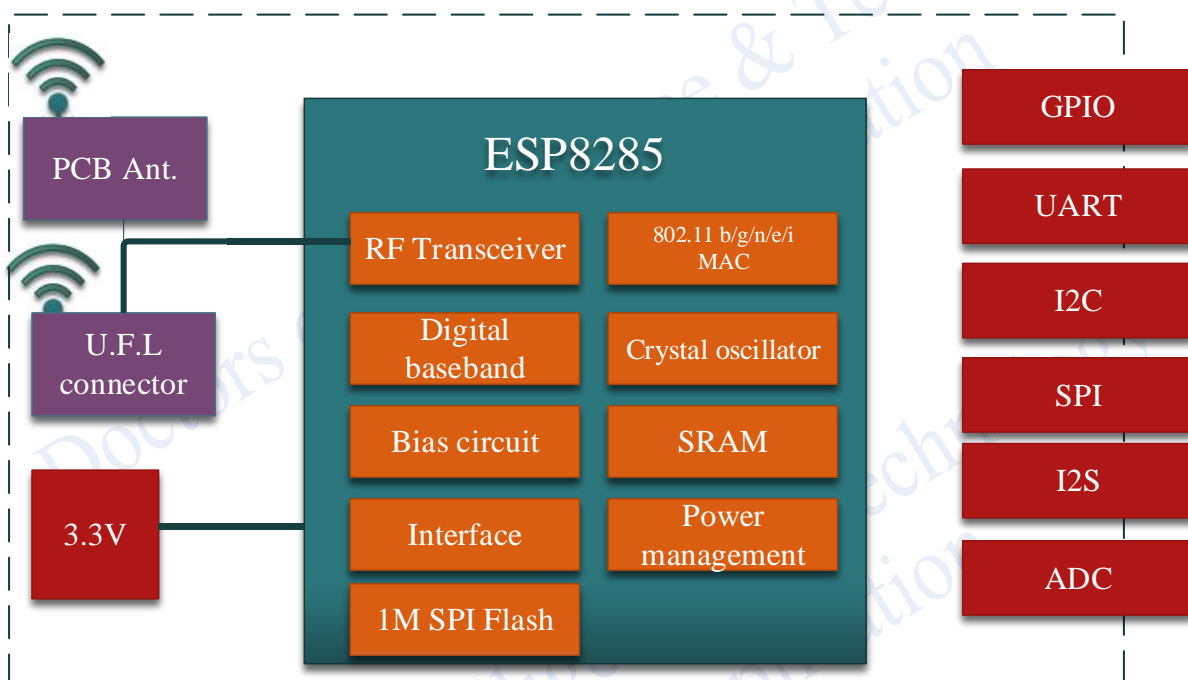 PCB Ant.
U.F.L
connector
3.3V
ESP8285
RF Transceiver
802.11 b/g/n/e/i
MAC
Digital
baseband
Crystal oscillator
Bias circuit
SRAM
Interface
Power
management
1M SPI Flash
GPIO
UART
I2C
SPI
I2S
ADC